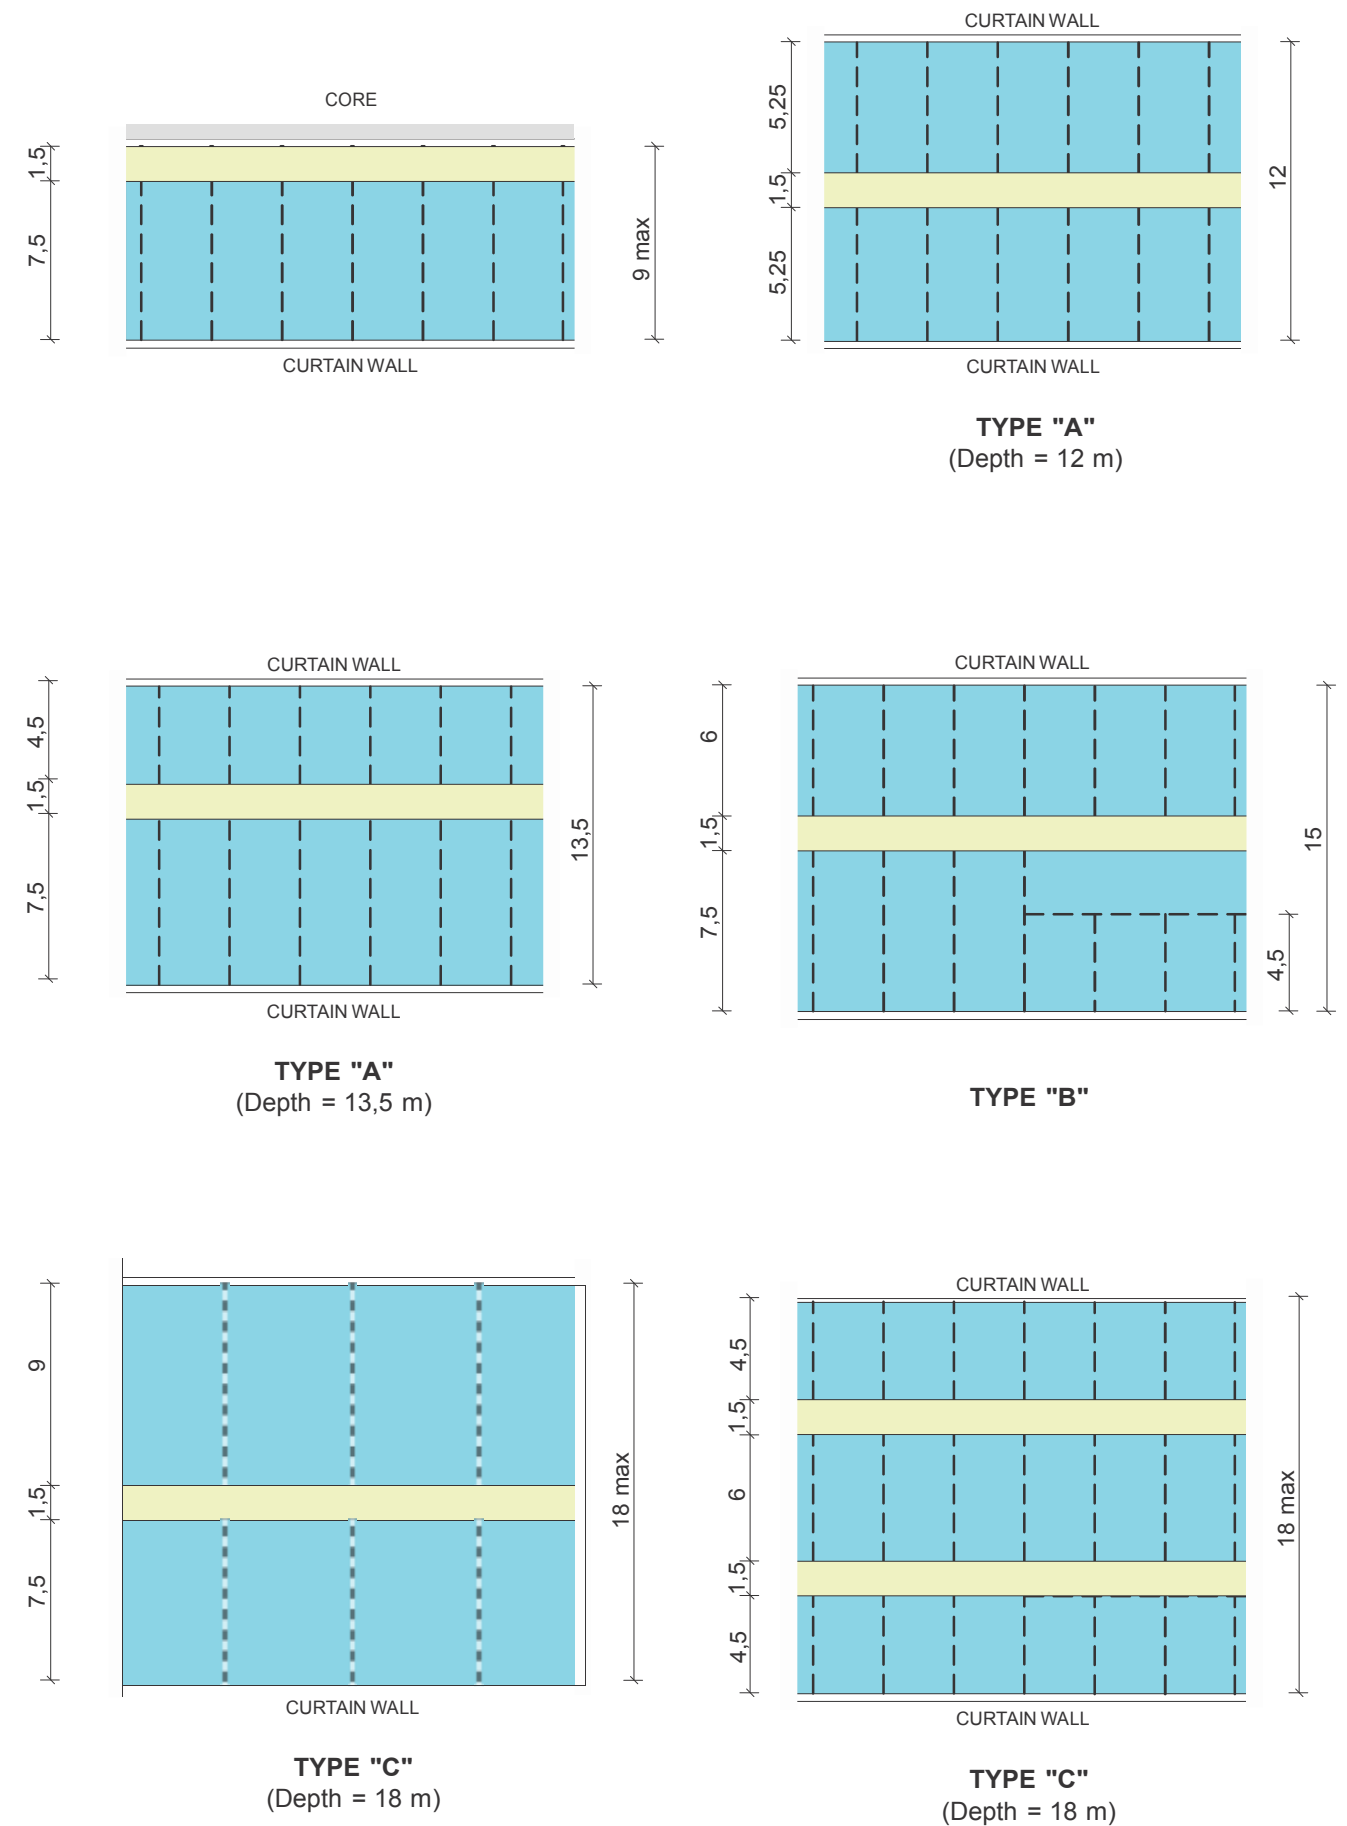 CORE
1,5
7,5
9 max
CURTAIN WALL
CURTAIN WALL
5,25
1,5
5,25
12
CURTAIN WALL
TYPE "A"
(Depth = 12 m)
CURTAIN WALL
4,5
1,5
7,5
13,5
CURTAIN WALL
TYPE "A"
(Depth = 13,5 m)
CURTAIN WALL
6
1,5
7,5
15
4,5
TYPE "B"
9
1,5
7,5
18 max
CURTAIN WALL
TYPE "C"
(Depth = 18 m)
CURTAIN WALL
4,5
1,5
6
1,5
4,5
18 max
CURTAIN WALL
TYPE "C"
(Depth = 18 m)